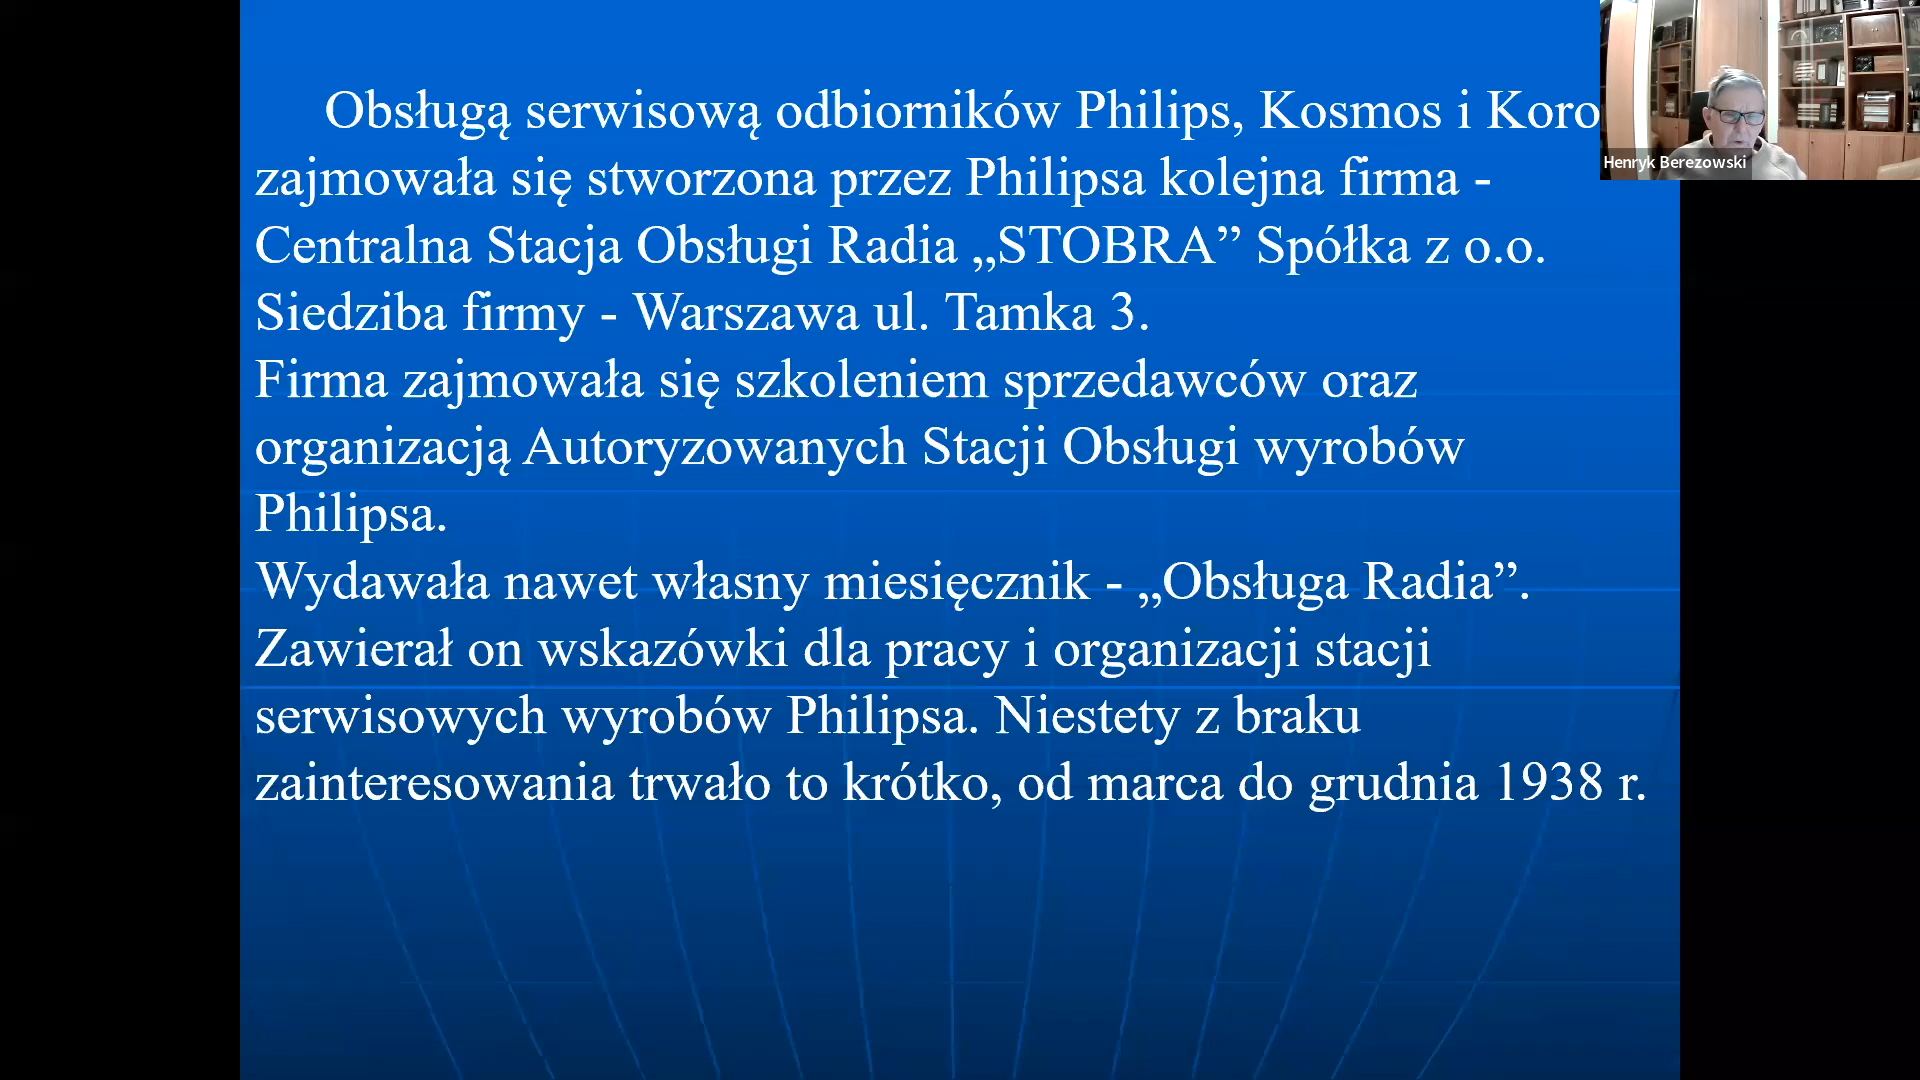 Obsługą serwisową odbiorników Philips, Kosmos i
zajmowała się stworzona przez Philipsa kolejna firma -
Centralna Stacja Obsługi Radia „STOBRA” Spółka z o.o.
Siedziba firmy - Warszawa ul. Tamka 3.
Firma zajmowała się szkoleniem sprzedawców oraz
organizacją Autoryzowanych Stacji Obsługi wyrobów
Philipsa.
Wydawała nawet własny miesięcznik - „Obsługa Radia”.
Zawierał on wskazówki dla pracy i organizacji stacji
serwisowych wyrobów Philipsa. Niestety z braku
zainteresowania trwało to krótko, od marca do grudnia 1938 r.
Henryk Berezowski